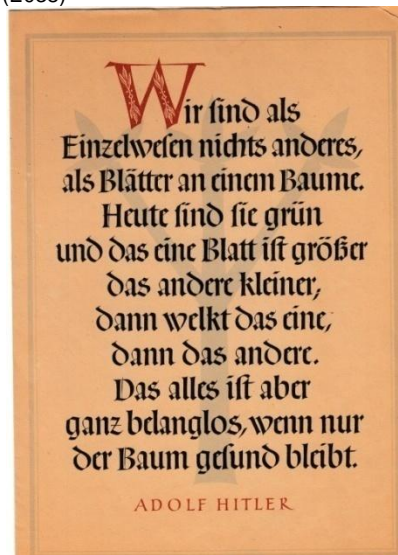 Wir sind als
Einzelwesen nichts anderes,
als Blätter an einem Baume.
Heute sind sie grün
und das eine Blatt ist größer
das andere kleiner,
dann welkt das eine,
dann das andere.
Das alles ist aber
ganz belanglos, wenn nur
der Baum gesund bleibt.
ADOLF HITLER